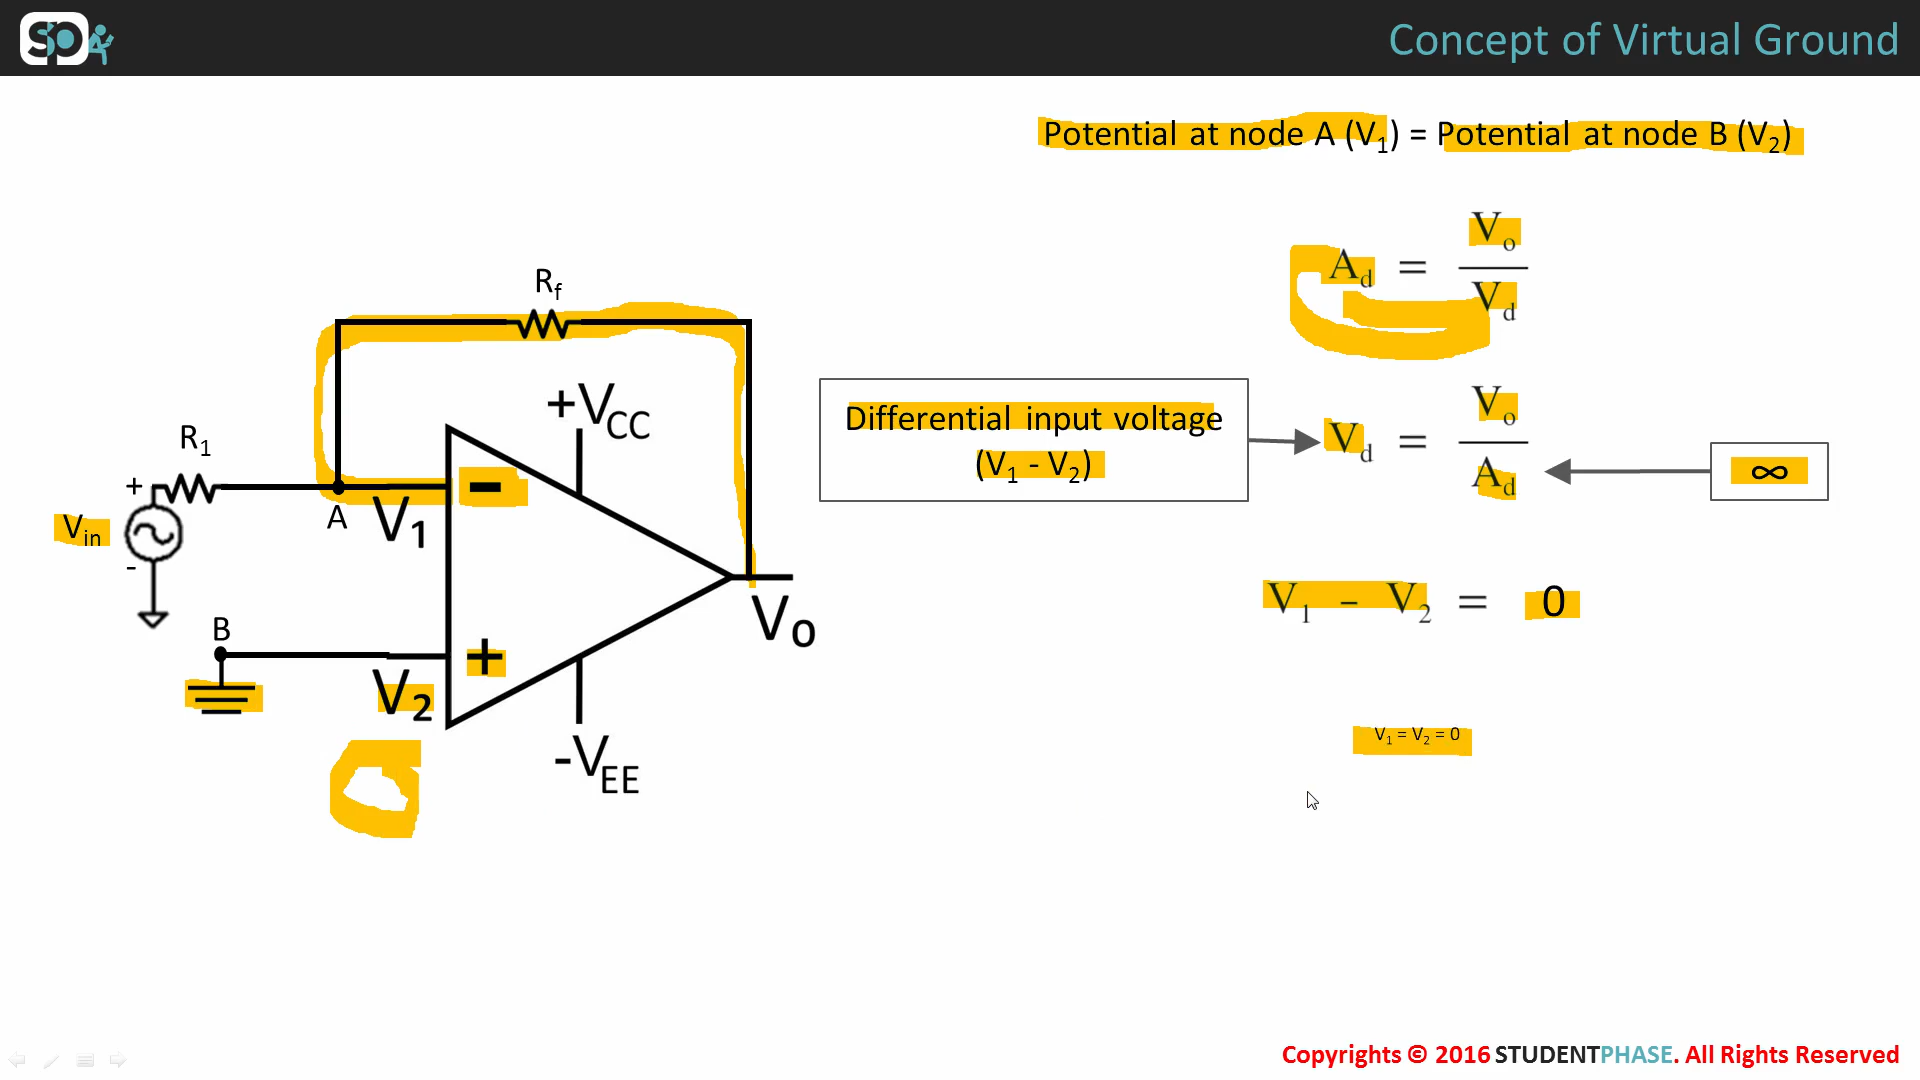 SP
Concept of Virtual Ground
Potential at node A (V1) = Potential at node B (V2)
Ad = Vo / Vd
Rf
+VCC
R1
Differential input voltage
(V1 - V2)
Vd = Vo / Ad
∞
+
Vin
-
A
V1
-
Vo
B
V2
+
-VEE
V1 - V2 = 0
V1 = V2 = 0
Copyrights © 2016 STUDENTPHASE. All Rights Reserved